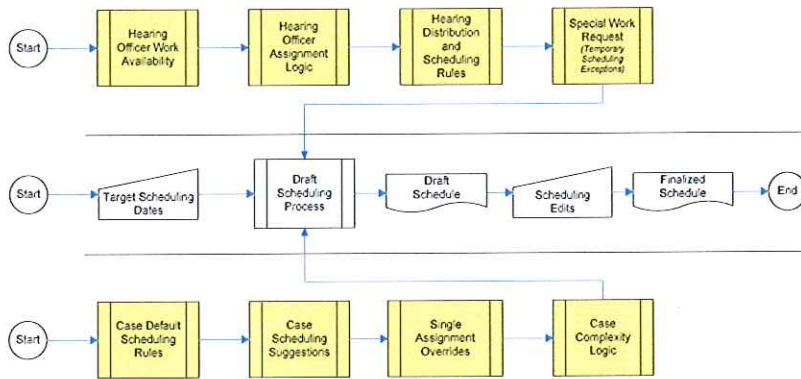 Start
Hearing
Officer Work
Availability
Hearing
Officer
Assignment
Logic
Hearing
Distribution
and
Scheduling
Rules
Special Work
Request
(Temporary
Scheduling
Exceptions)
Start
Target Scheduling
Dates
Draft
Scheduling
Process
Draft
Schedule
Scheduling
Edits
Finalized
Schedule
End
Start
Case Default
Scheduling
Rules
Case
Scheduling
Suggestions
Single
Assignment
Overrides
Case
Complexity
Logic